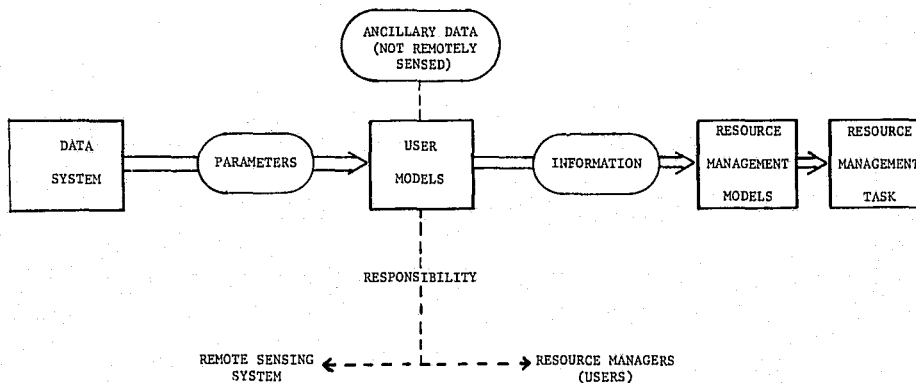 ANCILLARY DATA
(NOT REMOTELY
SENSED)
DATA
SYSTEM
PARAMETERS
USER
MODELS
INFORMATION
RESOURCE
MANAGEMENT
MODELS
RESOURCE
MANAGEMENT
TASK
RESPONSIBILITY
REMOTE SENSING
SYSTEM
RESOURCE MANAGERS
(USERS)